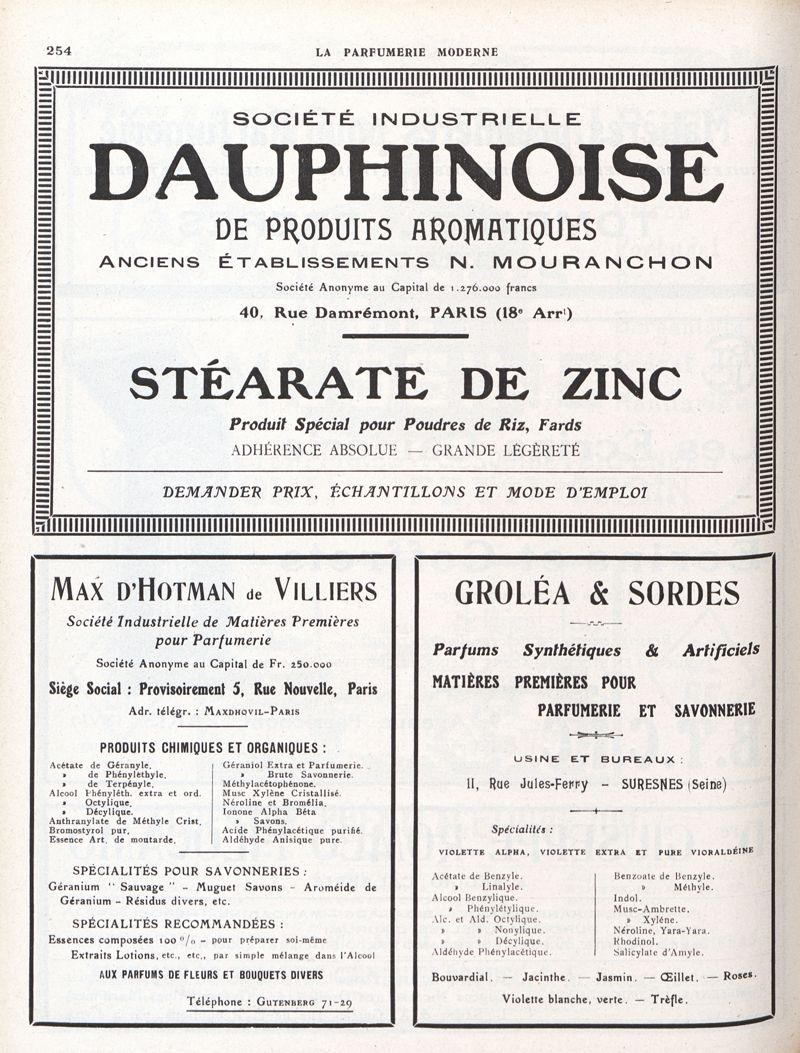 254
LA PARFUMERIE MODERNE
SOCIÉTÉ INDUSTRIELLE
DAUPHINOISE
DE PRODUITS AROMATIQUES
ANCIENS ÉTABLISSEMENTS N. MOURANCHON
Société Anonyme au Capital de 1.276.000 francs
40, Rue Damrémont, PARIS (18e Arrt)
STÉARATE DE ZINC
Produit Spécial pour Poudres de Riz, Fards
ADHÉRENCE ABSOLUE — GRANDE LÉGÈRETÉ
DEMANDER PRIX, ÉCHANTILLONS ET MODE D'EMPLOI
MAX D'HOTMAN de VILLIERS
Société Industrielle de Matières Premières
pour Parfumerie
Société Anonyme au Capital de Fr. 250.000
Siège Social : Provisoirement 5, Rue Nouvelle, Paris
Adr. télégr. : MAXDHOVIL-PARIS
PRODUITS CHIMIQUES ET ORGANIQUES :
Acétate de Géranyle.
» de Phényléthyle.
» de Terpényle.
Alcool Phényléth. extra et ord.
» Octylique.
» Décylique.
Anthranylate de Méthyle Crist.
Bromostyrol pur.
Essence Art. de moutarde.
Géraniol Extra et Parfumerie.
» Brute Savonnerie.
Méthylacétophénone.
Musc Xylène Cristallisé.
Néroline et Bromélia.
Ionone Alpha Béta
» Savons.
Acide Phénylacétique purifié.
Aldéhyde Anisique pure.
SPÉCIALITÉS POUR SAVONNERIES :
Géranium " Sauvage " – Muguet Savons – Aroméide de
Géranium – Résidus divers, etc.
SPÉCIALITÉS RECOMMANDÉES :
Essences composées 100 % – pour préparer soi-même
Extraits Lotions, etc., etc., par simple mélange dans l'Alcool
AUX PARFUMS DE FLEURS ET BOUQUETS DIVERS
Téléphone : GUTENBERG 71-29
GROLÉA & SORDES
Parfums Synthétiques & Artificiels
MATIÈRES PREMIÈRES POUR
PARFUMERIE ET SAVONNERIE
USINE ET BUREAUX :
11, Rue Jules-Ferry – SURESNES (Seine)
Spécialités :
VIOLETTE ALPHA, VIOLETTE EXTRA ET PURE VIORALDÉINE
Acétate de Benzyle.
» Linalyle.
Alcool Benzylique.
» Phénylétylique.
Alc. et Ald. Octylique.
» » Nonylique.
» » Décylique.
Aldéhyde Phénylacétique.
Benzoate de Benzyle.
» Méthyle.
Indol.
Musc-Ambrette.
» Xylène.
Néroline, Yara-Yara.
Rhodinol.
Salicylate d'Amyle.
Bouvardial. — Jacinthe. — Jasmin. — Œillet. — Roses.
Violette blanche, verte. — Trèfle.